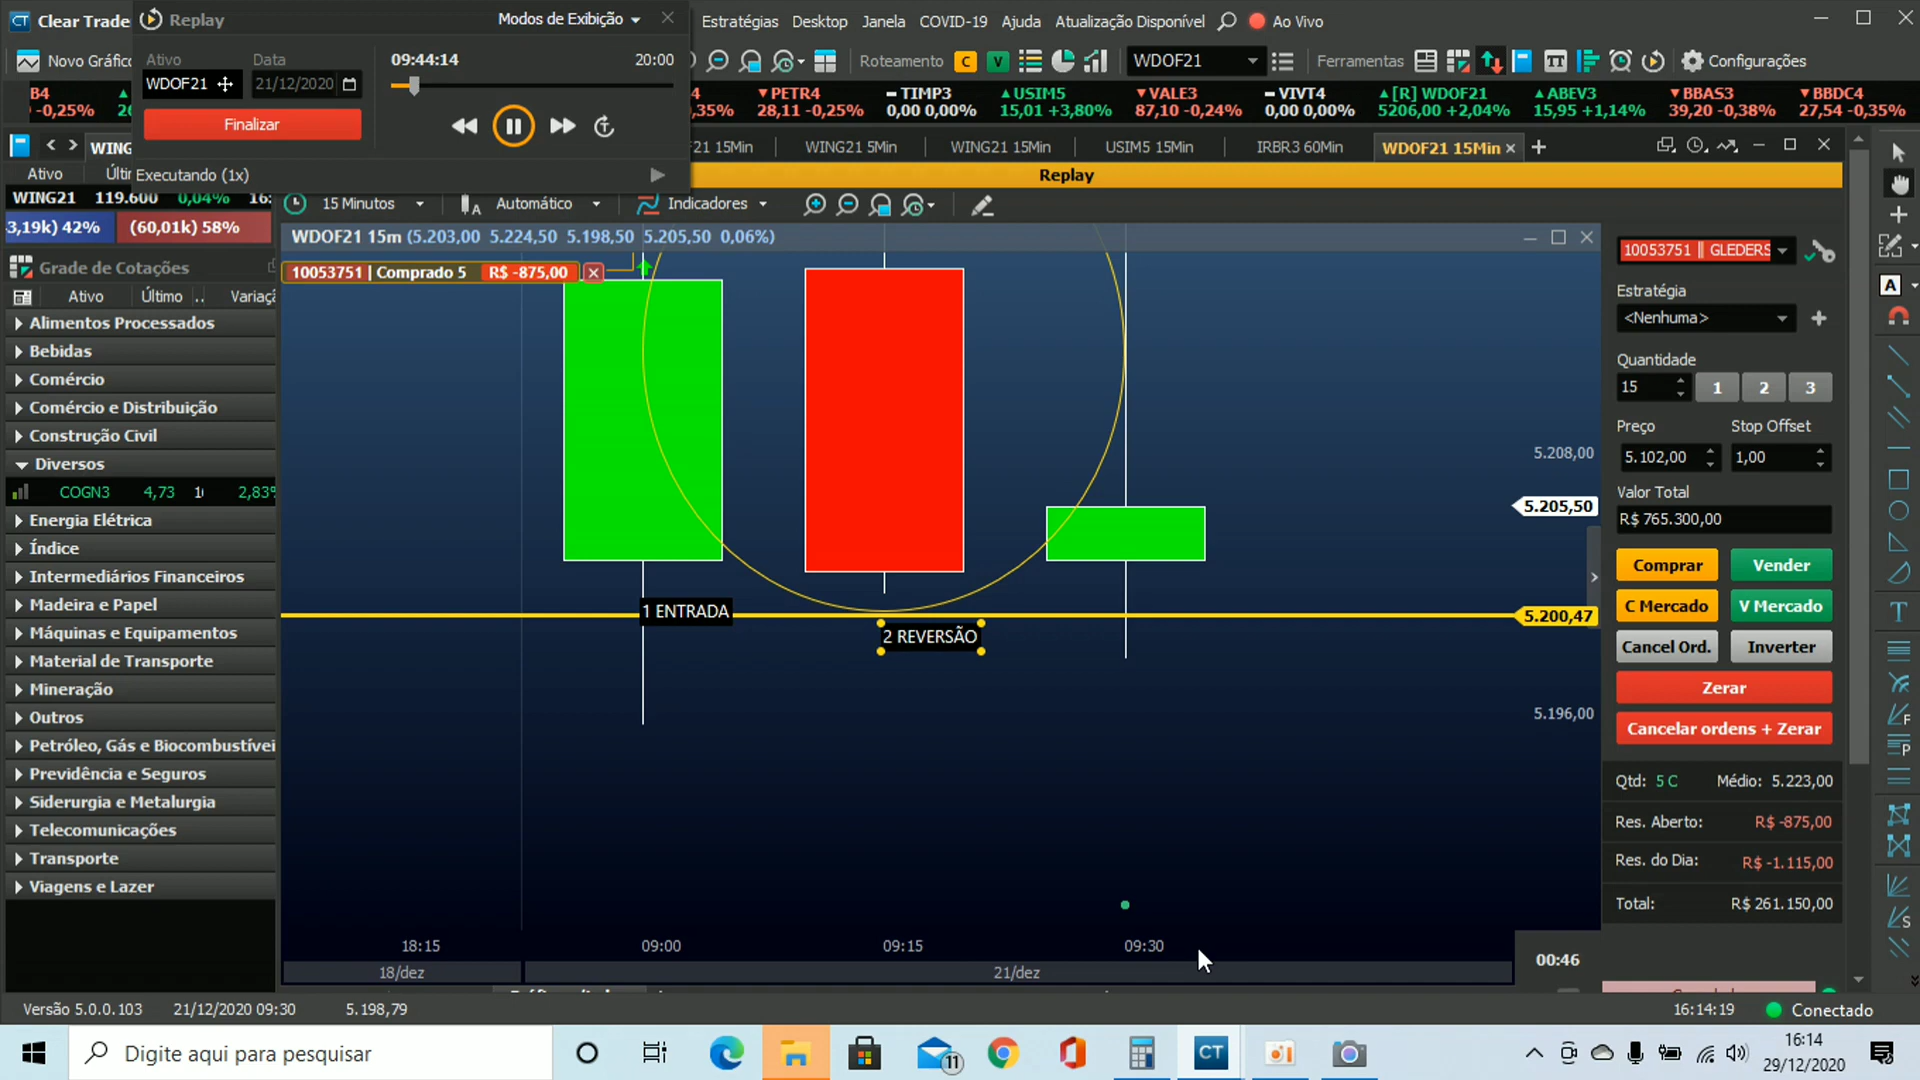 Clear Trade
Replay
Modos de Exibição
Estratégias Desktop Janela COVID-19 Ajuda Atualização Disponível Ao Vivo
Novo Gráfico
Ativo
Data
09:44:14
20:00
Roteamento
C V
WDOF21
Ferramentas
Configurações
WDOF21
21/12/2020
Finalizar
B4
-0,25%
PETR4
28,11 -0,25%
TIMP3
0,00 0,00%
USIM5
15,01 +3,80%
VALE3
87,10 -0,24%
VIVT4
0,00 0,00%
[R] WDOF21
5206,00 +2,04%
ABEV3
15,95 +1,14%
BBAS3
39,20 -0,38%
BBDC4
27,54 -0,35%
WING21 5Min
WING21 15Min
USIM5 15Min
IRBR3 60Min
WDOF21 15Min
Ativo
Executando (1x)
Replay
WING21 119.600 0,04%
15 Minutos
Automático
Indicadores
3,19k) 42%
(60,01k) 58%
WDOF21 15m (5.203,00 5.224,50 5.198,50 5.205,50 0,06%)
10053751 || GLEDERS
Grade de Cotações
10053751 | Comprado 5 R$ -875,00
Ativo Último ..
Alimentos Processados
Bebidas
Comércio
Comércio e Distribuição
Construção Civil
Diversos
COGN3 4,73 2,83%
Energia Elétrica
Índice
Intermediários Financeiros
Madeira e Papel
Máquinas e Equipamentos
Material de Transporte
Mineração
Outros
Petróleo, Gás e Biocombustívei
Previdência e Seguros
Siderurgia e Metalurgia
Telecomunicações
Transporte
Viagens e Lazer
1 ENTRADA
2 REVERSÃO
5.208,00
5.205,50
5.200,47
5.196,00
18:15
09:00
09:15
09:30
18/dez
21/dez
00:46
Estratégia
<Nenhuma>
Quantidade
15 1 2 3
Preço Stop Offset
5.102,00 1,00
Valor Total
R$ 765.300,00
Comprar Vender
C Mercado V Mercado
Cancel Ord. Inverter
Zerar
Cancelar ordens + Zerar
Qtd: 5 C Médio: 5.223,00
Res. Aberto: R$ -875,00
Res. do Dia: R$ -1.115,00
Total: R$ 261.150,00
Versão 5.0.0.103 21/12/2020 09:30 5.198,79
16:14:19 Conectado
Digite aqui para pesquisar
11
CT
16:14
29/12/2020